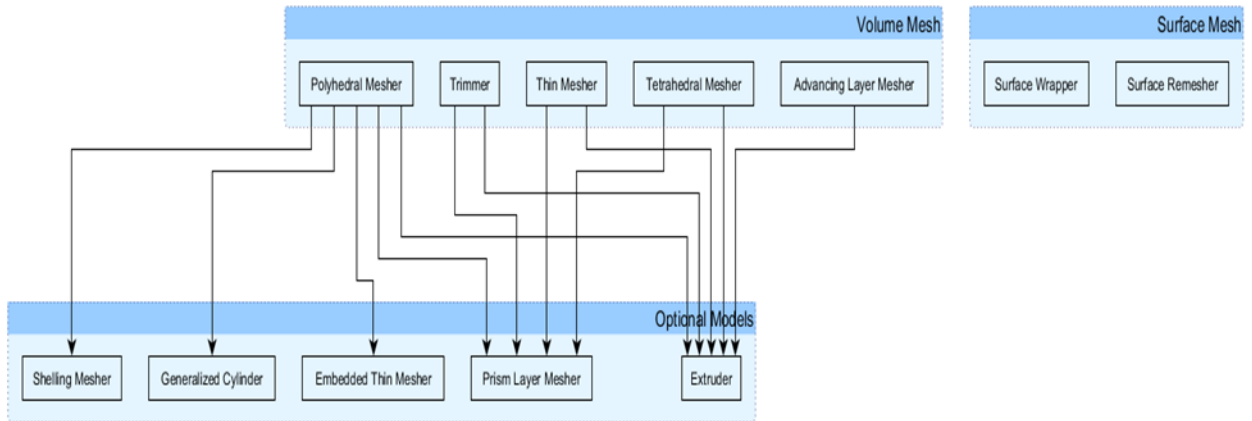 Volume Mesh
Surface Mesh
Polyhedral Mesher
Trimmer
Thin Mesher
Tetrahedral Mesher
Advancing Layer Mesher
Surface Wrapper
Surface Remesher
Optional Models
Shelling Mesher
Generalized Cylinder
Embedded Thin Mesher
Prism Layer Mesher
Extruder